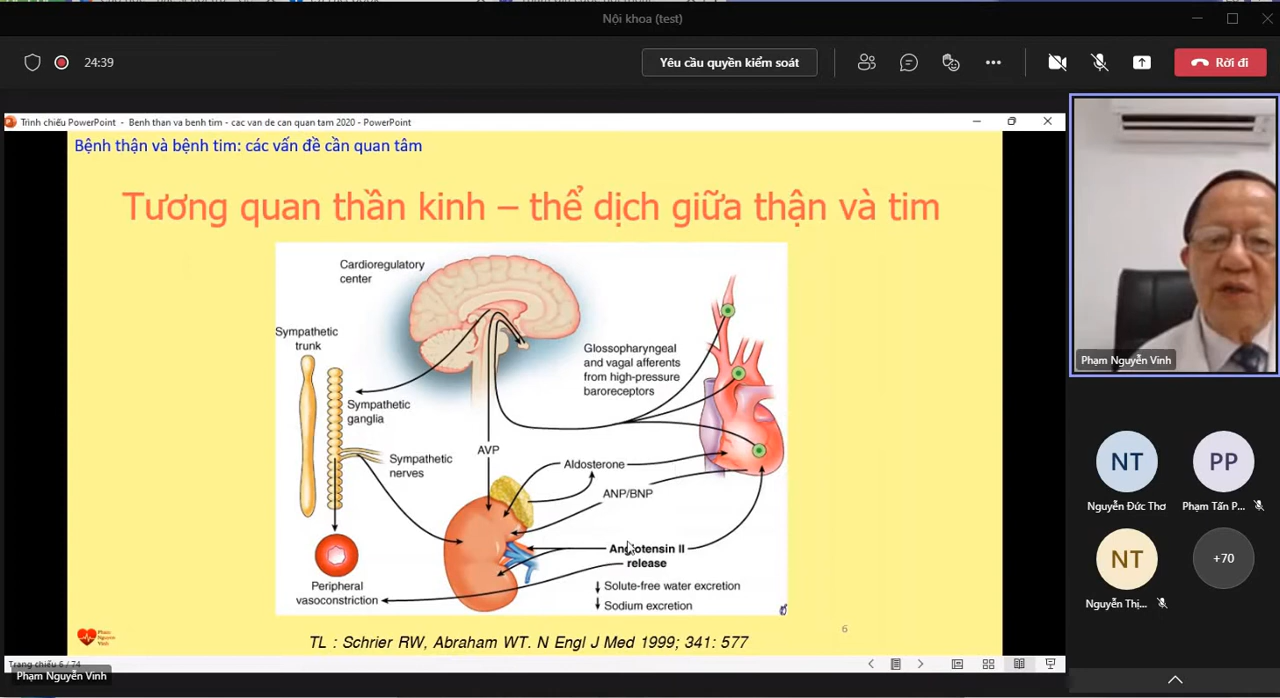 Nội khoa (test)
24:39
Yêu cầu quyền kiểm soát
Rời đi
Trình chiếu PowerPoint - Benh than va benh tim - cac van de can quan tam 2020 - PowerPoint
Bệnh thận và bệnh tim: các vấn đề cần quan tâm
Tương quan thần kinh – thể dịch giữa thận và tim
Cardioregulatory
center
Sympathetic
trunk
Glossopharyngeal
and vagal afferents
from high-pressure
baroreceptors
Sympathetic
ganglia
AVP
Sympathetic
nerves
Aldosterone
ANP/BNP
Angiotensin II
release
Peripheral
vasoconstriction
↓ Solute-free water excretion
↓ Sodium excretion
6
TL : Schrier RW, Abraham WT. N Engl J Med 1999; 341: 577
Phạm
Nguyễn
Vinh
Trang chiếu 6 / 74
Phạm Nguyễn Vinh
Phạm Nguyễn Vinh
NT
PP
Nguyễn Đức Thơ
Phạm Tấn P...
NT
+70
Nguyễn Thị...